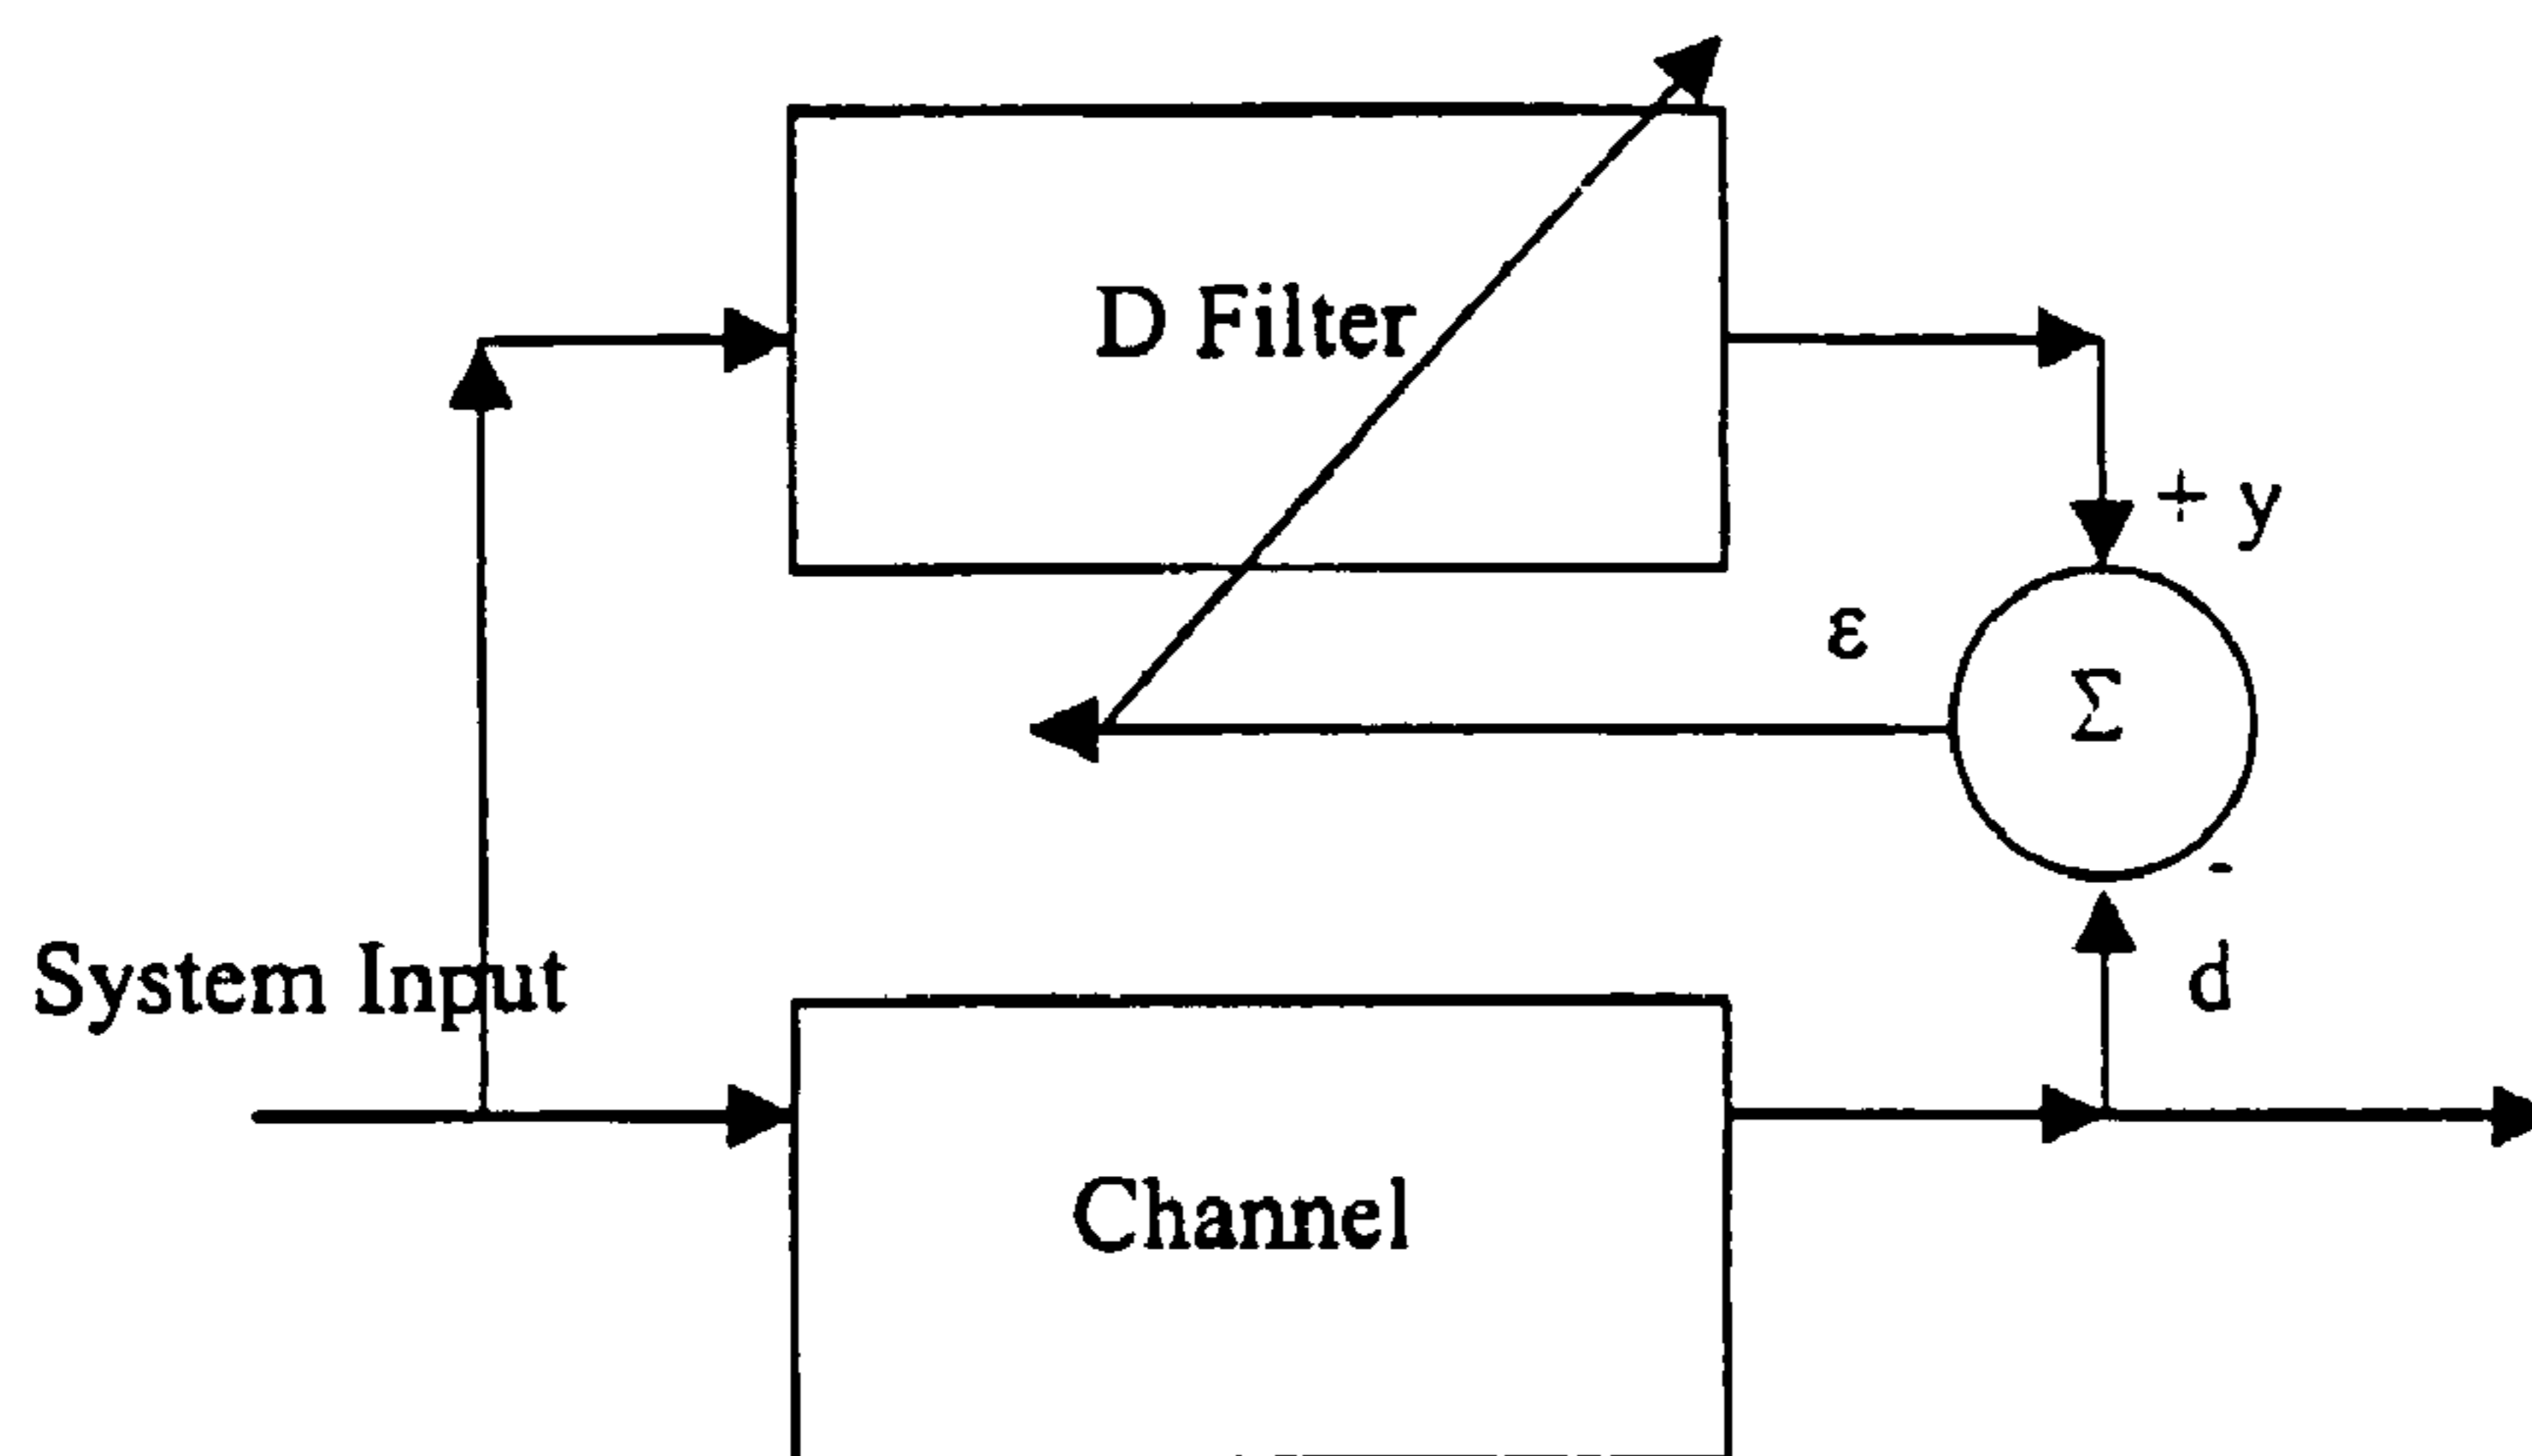 D Filter
+ y
ε
Σ
-
System Input
d
Channel